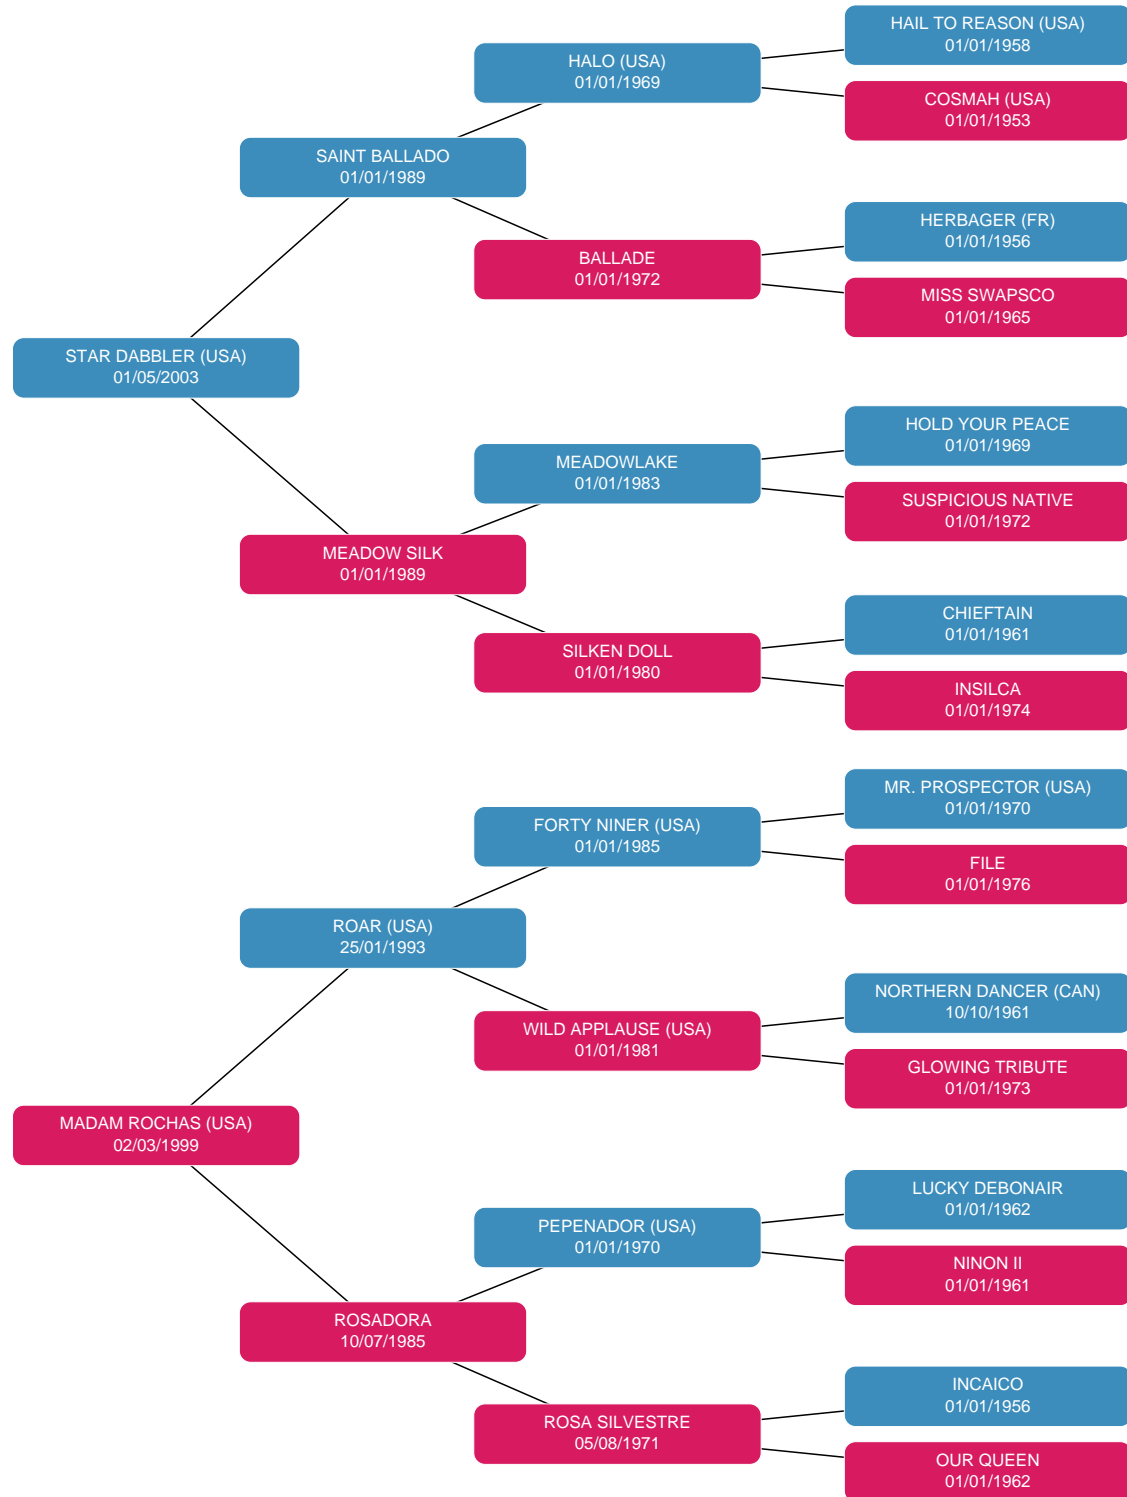 HAIL TO REASON (USA)
01/01/1958
HALO (USA)
01/01/1969
COSMAH (USA)
01/01/1953
SAINT BALLADO
01/01/1989
HERBAGER (FR)
01/01/1956
BALLADE
01/01/1972
MISS SWAPSCO
01/01/1965
STAR DABBLER (USA)
01/05/2003
HOLD YOUR PEACE
01/01/1969
MEADOWLAKE
01/01/1983
SUSPICIOUS NATIVE
01/01/1972
MEADOW SILK
01/01/1989
CHIEFTAIN
01/01/1961
SILKEN DOLL
01/01/1980
INSILCA
01/01/1974
MR. PROSPECTOR (USA)
01/01/1970
FORTY NINER (USA)
01/01/1985
FILE
01/01/1976
ROAR (USA)
25/01/1993
NORTHERN DANCER (CAN)
10/10/1961
WILD APPLAUSE (USA)
01/01/1981
GLOWING TRIBUTE
01/01/1973
MADAM ROCHAS (USA)
02/03/1999
LUCKY DEBONAIR
01/01/1962
PEPENADOR (USA)
01/01/1970
NINON II
01/01/1961
ROSADORA
10/07/1985
INCAICO
01/01/1956
ROSA SILVESTRE
05/08/1971
OUR QUEEN
01/01/1962